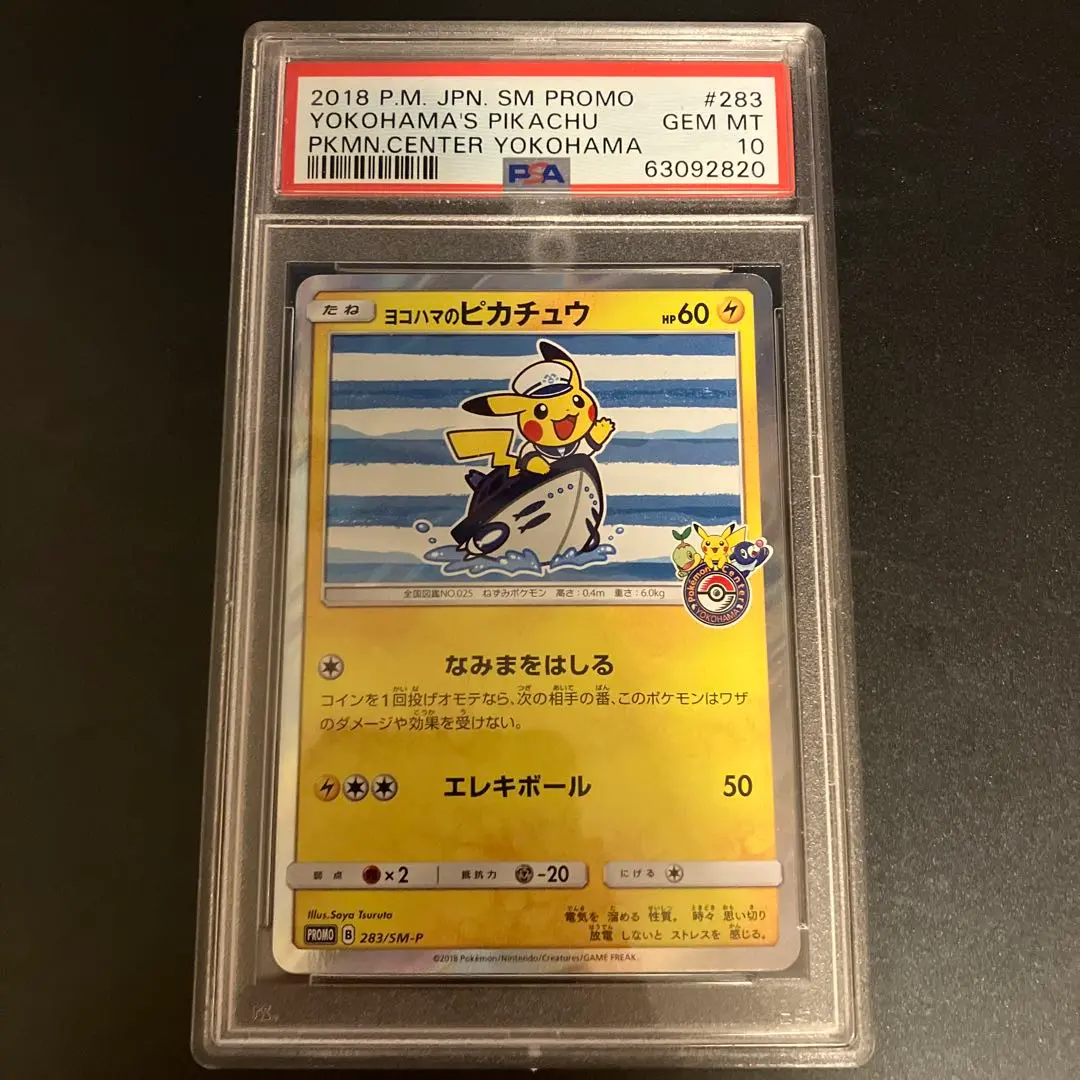 2018 P.M. JPN. SM PROMO #283
YOKOHAMA'S PIKACHU GEM MT
PKMN.CENTER YOKOHAMA 10
PSA 63092820
たね ヨコハマのピカチュウ HP60
Pokémon Center
YOKOHAMA
全国図鑑NO.025 ねずみポケモン 高さ:0.4m 重さ:6.0kg
なみまをはしる
コインを1回投げオモテなら、次の相手の番、このポケモンはワザ
のダメージや効果を受けない。
エレキボール 50
弱点 ×2 抵抗力 -20 にげる
Illus.Saya Tsuruta
電気を 溜める 性質。 時々 思い切り
放電 しないと ストレスを 感じる。
PROMO B 283/SM-P
©2018 Pokémon/Nintendo/Creatures/GAME FREAK.